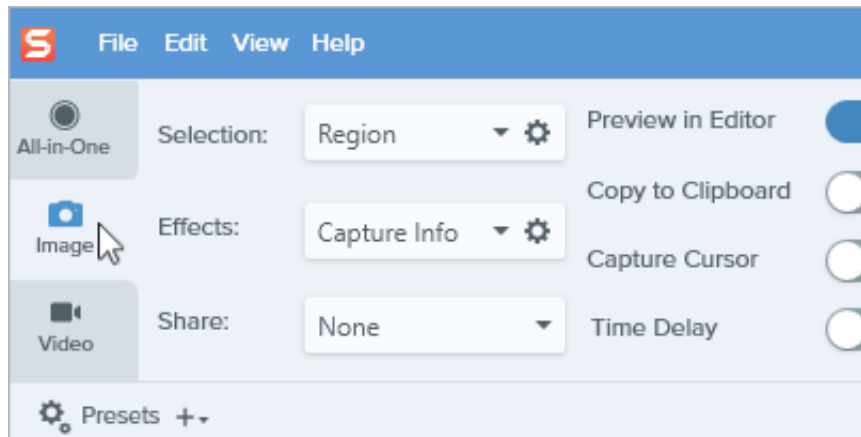 S File Edit View Help
All-in-One
Selection: Region
Preview in Editor
Copy to Clipboard
Image
Effects: Capture Info
Capture Cursor
Video
Share: None
Time Delay
Presets +